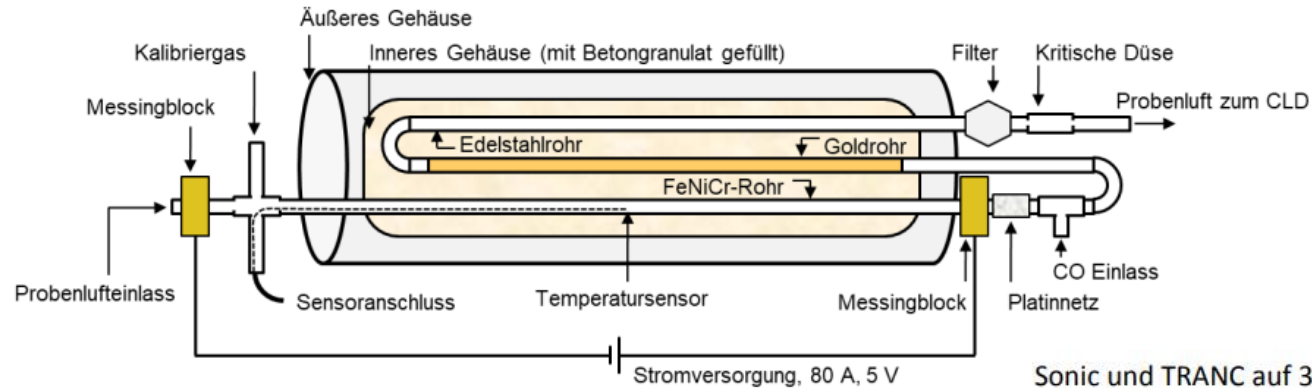 Äußeres Gehäuse
Kalibriergas
Inneres Gehäuse (mit Betongranulat gefüllt)
Filter
Kritische Düse
Messingblock
Probenluft zum CLD
Edelstahlrohr
Goldrohr
FeNiCr-Rohr
CO Einlass
Probenlufteinlass
Sensoranschluss
Temperatursensor
Messingblock
Platinnetz
Stromversorgung, 80 A, 5 V
Sonic und TRANC auf 3